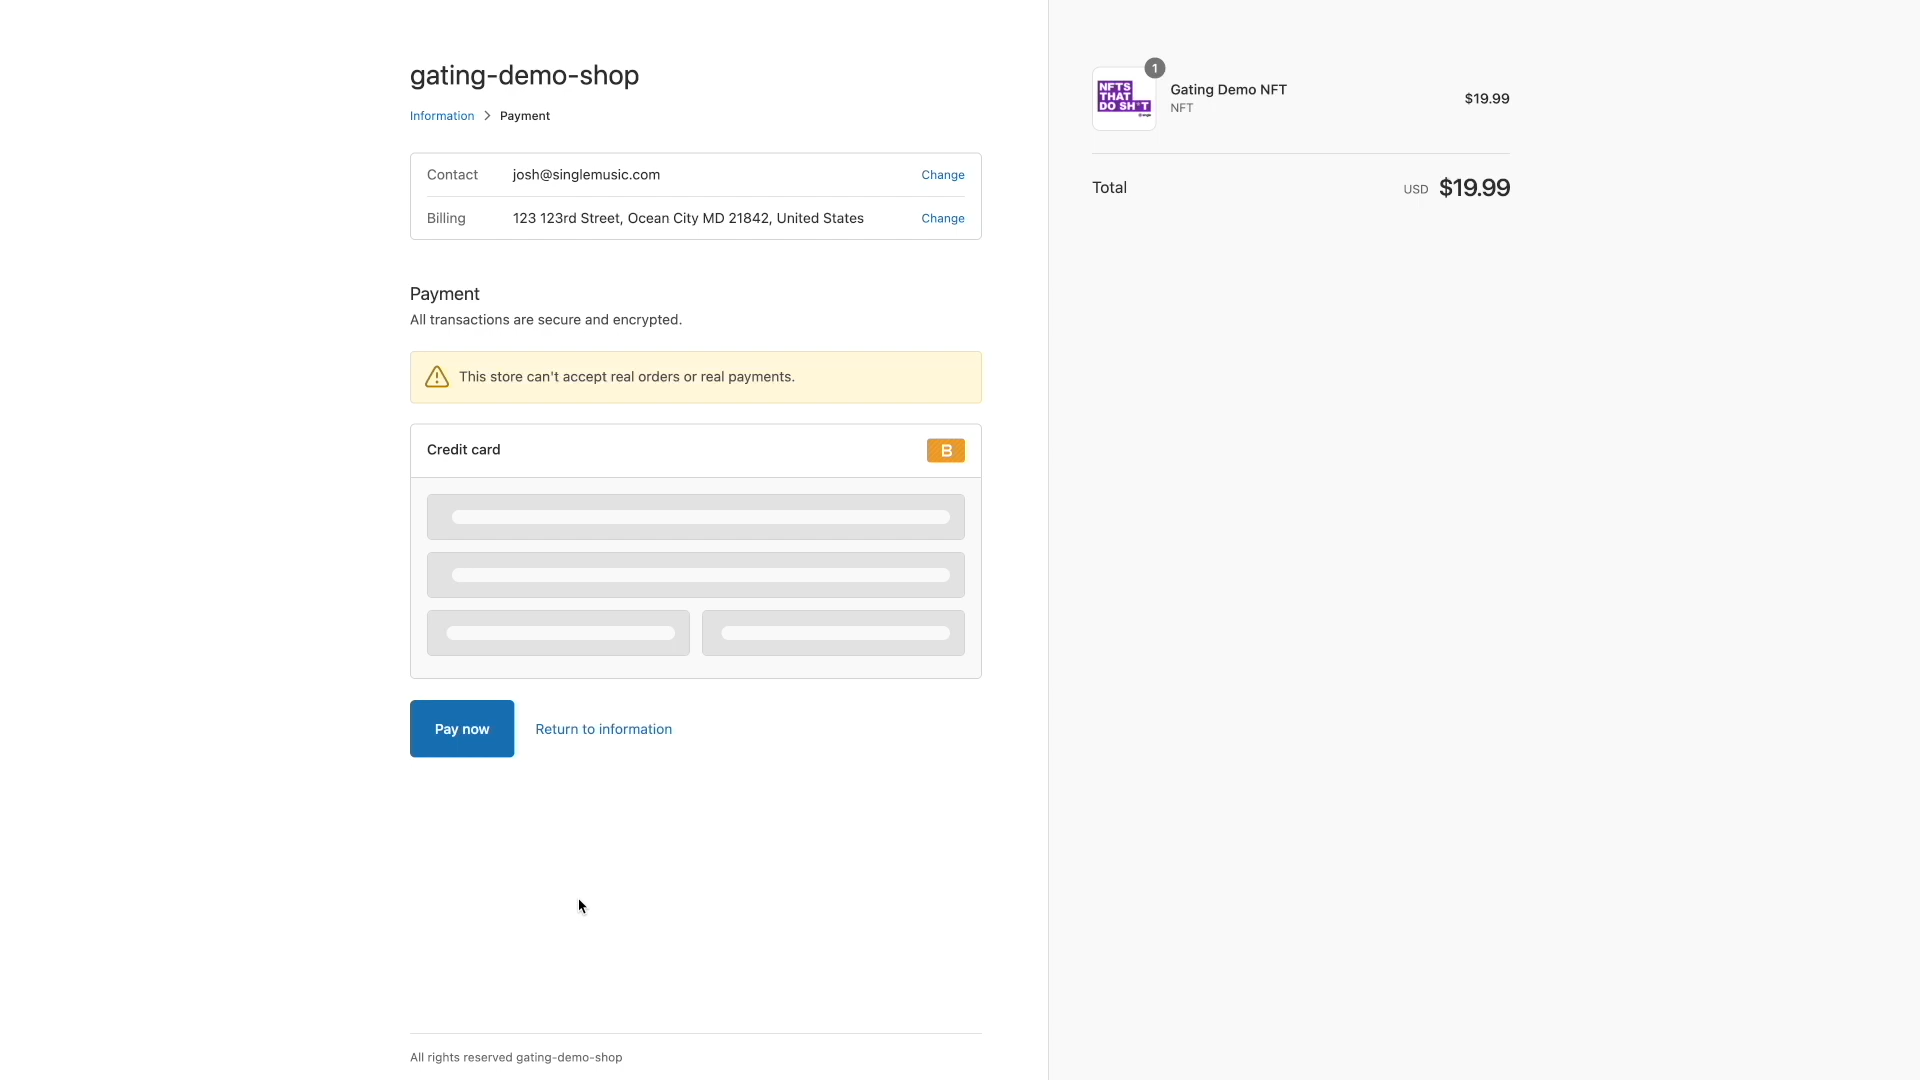 gating-demo-shop
Information > Payment
Contact josh@singlemusic.com Change
Billing 123 123rd Street, Ocean City MD 21842, United States Change
Payment
All transactions are secure and encrypted.
This store can't accept real orders or real payments.
Credit card B
Pay now Return to information
All rights reserved gating-demo-shop
1
NFTS
THAT
DO SH*T
Gating Demo NFT
NFT
$19.99
Total USD $19.99